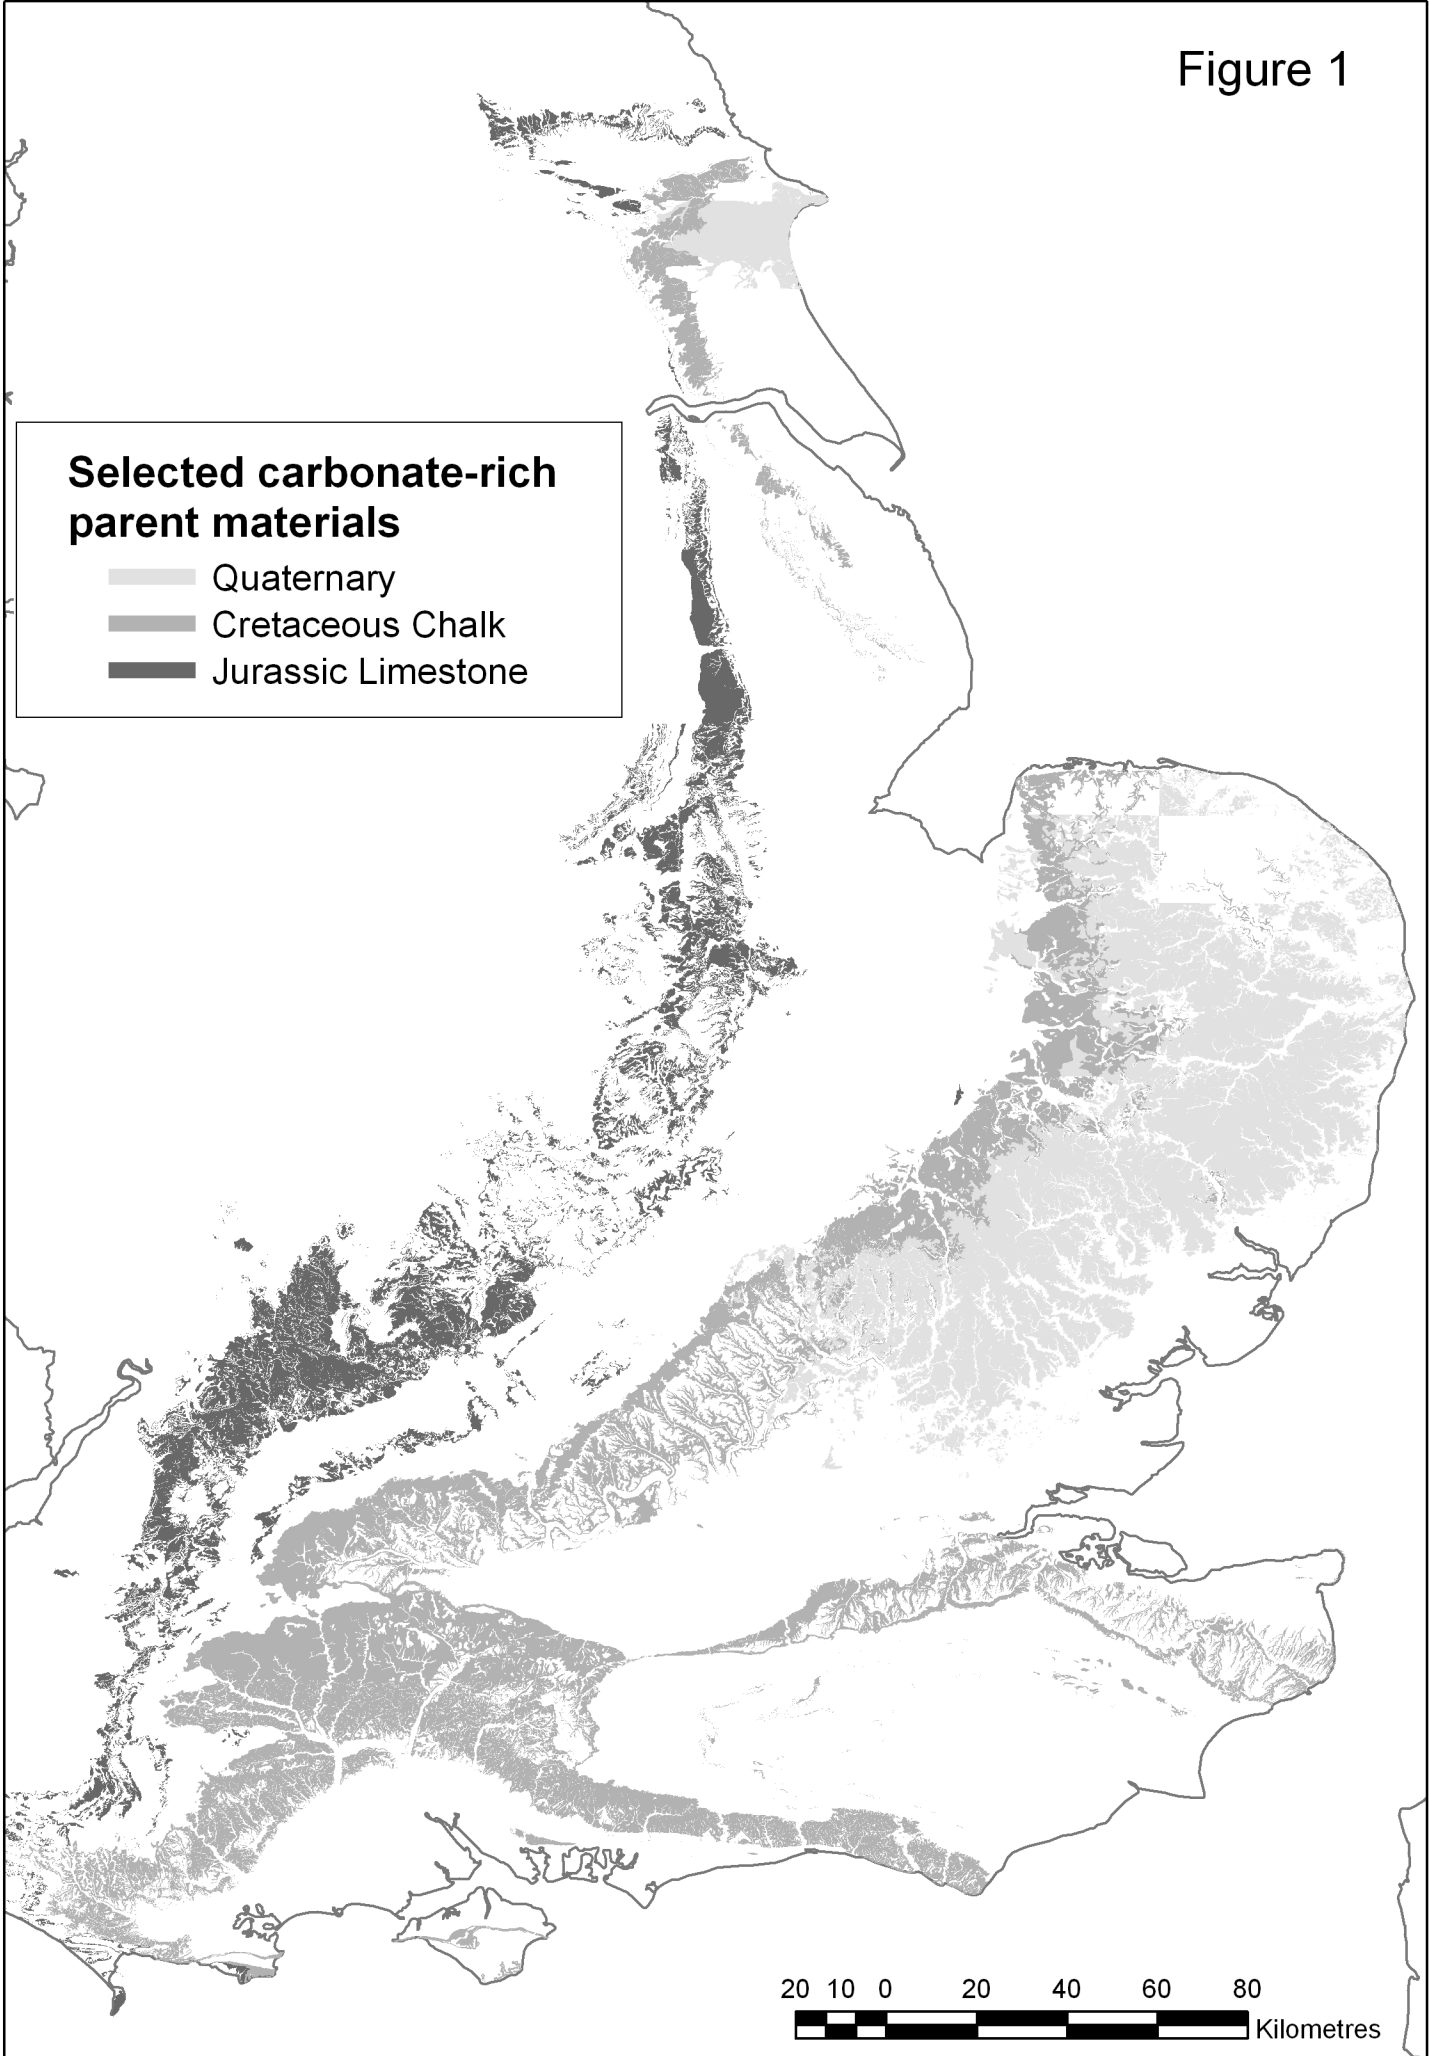 Figure 1
Selected carbonate-rich
parent materials
Quaternary
Cretaceous Chalk
Jurassic Limestone
20 10 0 20 40 60 80
Kilometres